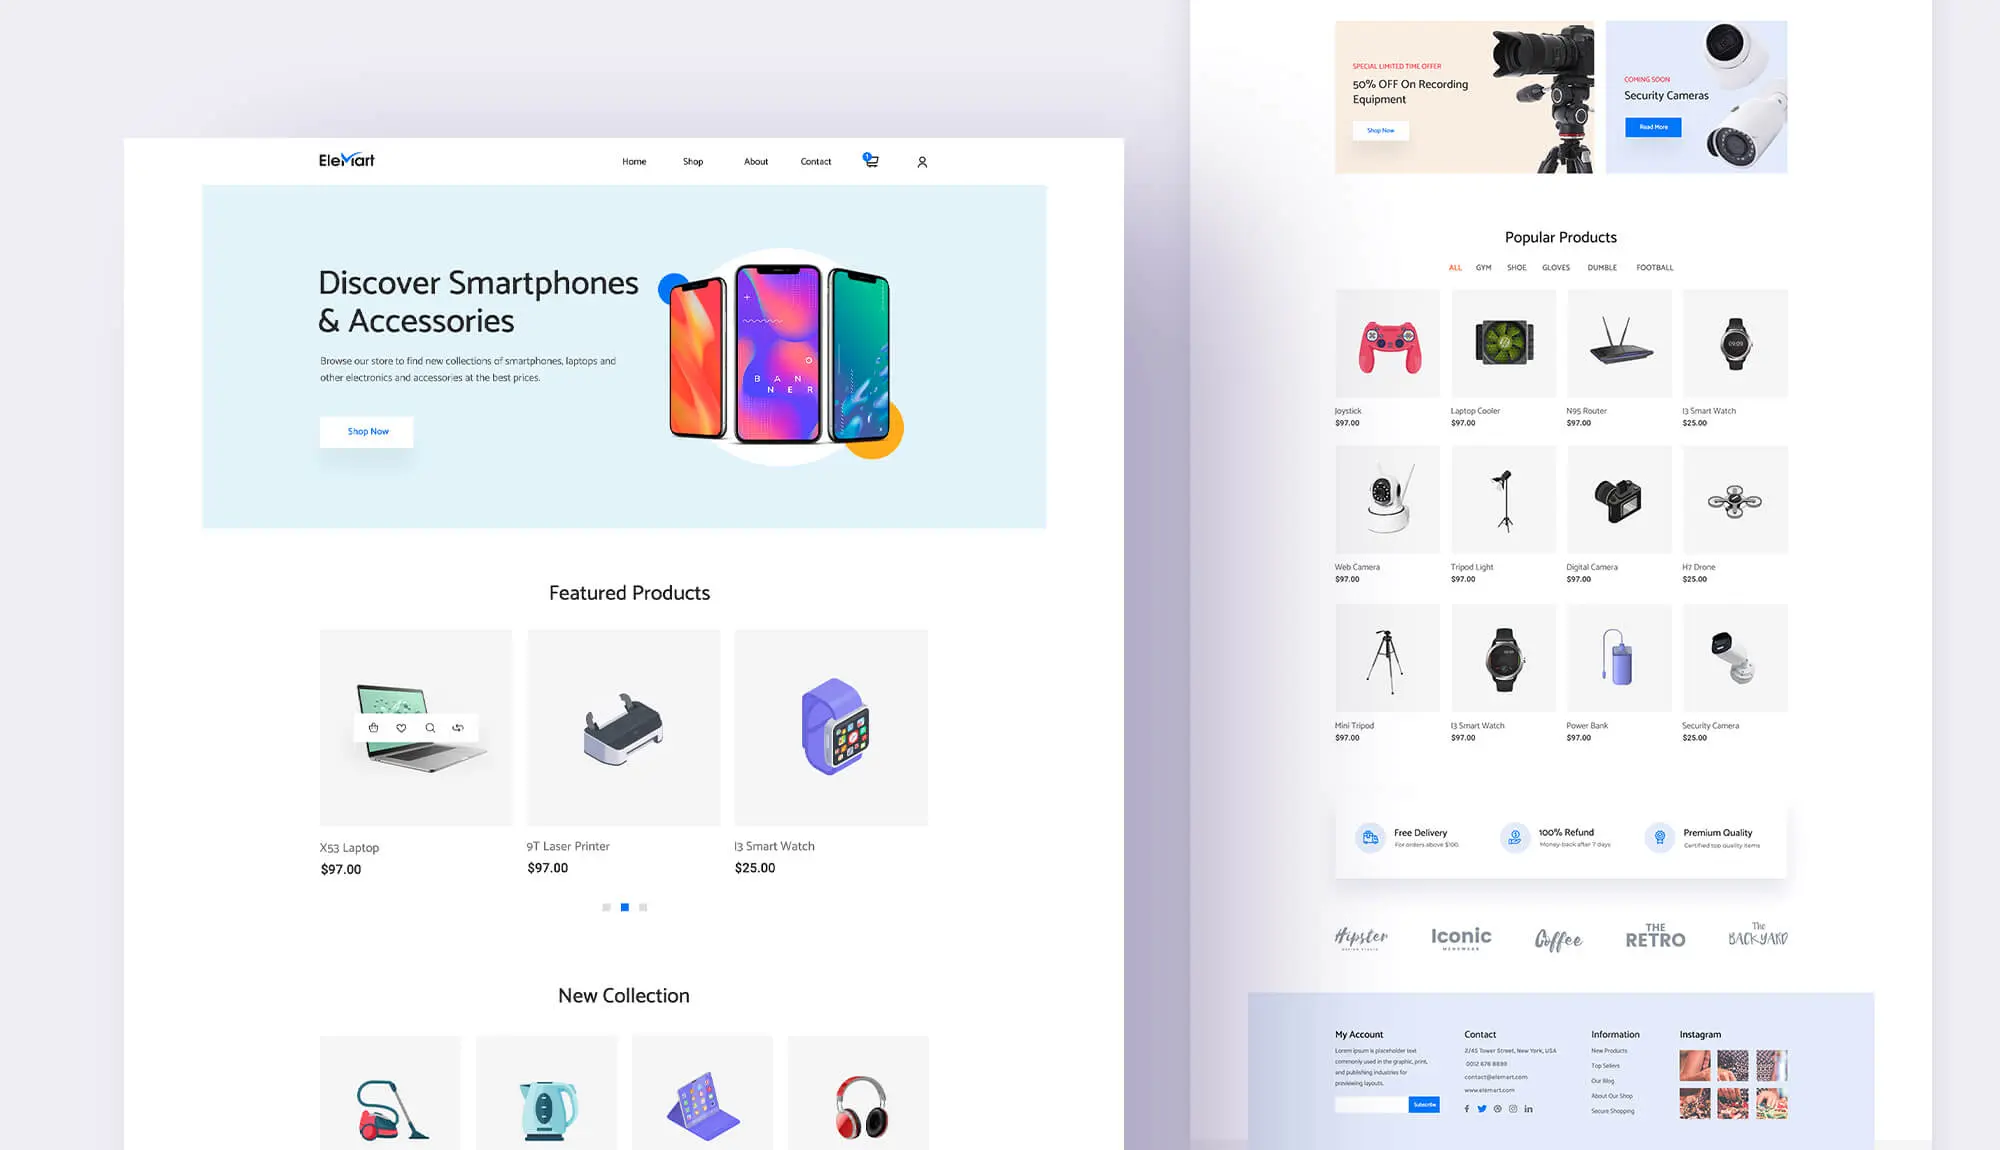 EleMart
Home
Shop
About
Contact
1
Discover Smartphones
& Accessories
Browse our store to find new collections of smartphones, laptops and
other electronics and accessories at the best prices.
Shop Now
BAN
NER
Featured Products
X53 Laptop
$97.00
9T Laser Printer
$97.00
I3 Smart Watch
$25.00
New Collection
SPECIAL LIMITED TIME OFFER
50% OFF On Recording
Equipment
Shop Now
COMING SOON
Security Cameras
Read More
Popular Products
ALL
GYM
SHOE
GLOVES
DUMBLE
FOOTBALL
09:09
Joystick
$97.00
Laptop Cooler
$97.00
N95 Router
$97.00
I3 Smart Watch
$25.00
Web Camera
$97.00
Tripod Light
$97.00
Digital Camera
$97.00
H7 Drone
$25.00
Mini Tripod
$97.00
I3 Smart Watch
$97.00
Power Bank
$97.00
Security Camera
$25.00
Free Delivery
For orders above $100.
100% Refund
Money-back after 7 days
Premium Quality
Certified top quality items
Hipster
DESIGN STUDIO
Iconic
MENSWEAR
Coffee
THE
RETRO
The
BACKYARD
My Account
Lorem ipsum is placeholder text
commonly used in the graphic, print,
and publishing industries for
previewing layouts.
Subscribe
Contact
2/45 Tower Street, New York, USA
0012 678 8899
contact@elemart.com
www.elemart.com
Information
New Products
Top Sellers
Our Blog
About Our Shop
Secure Shopping
Instagram